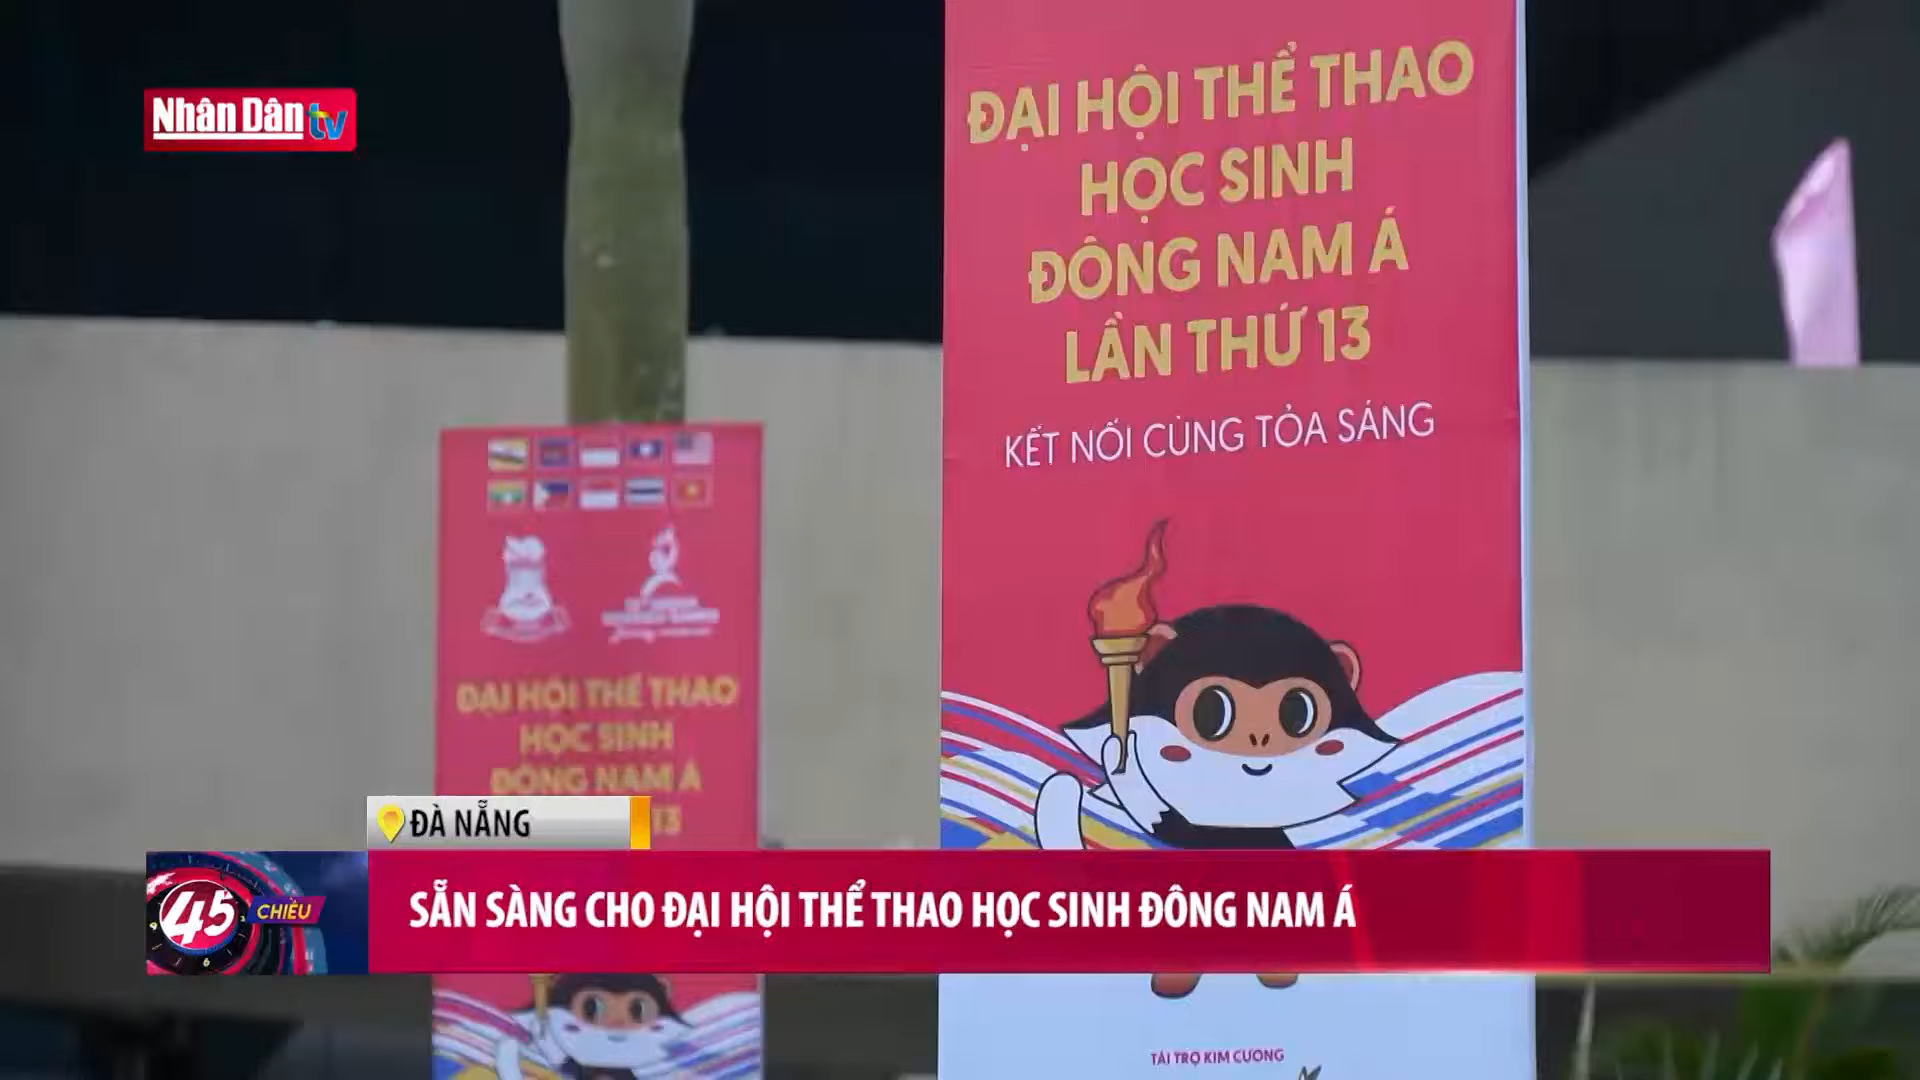 Nhân Dân tv
ĐẠI HỘI THỂ THAO
HỌC SINH
ĐÔNG NAM Á
LẦN THỨ 13
KẾT NỐI CÙNG TỎA SÁNG
ĐẠI HỘI THỂ THAO
HỌC SINH
ĐÔNG NAM Á
13
ĐÀ NẴNG
45 CHIỀU
SẴN SÀNG CHO ĐẠI HỘI THỂ THAO HỌC SINH ĐÔNG NAM Á
TÀI TRỢ KIM CƯƠNG